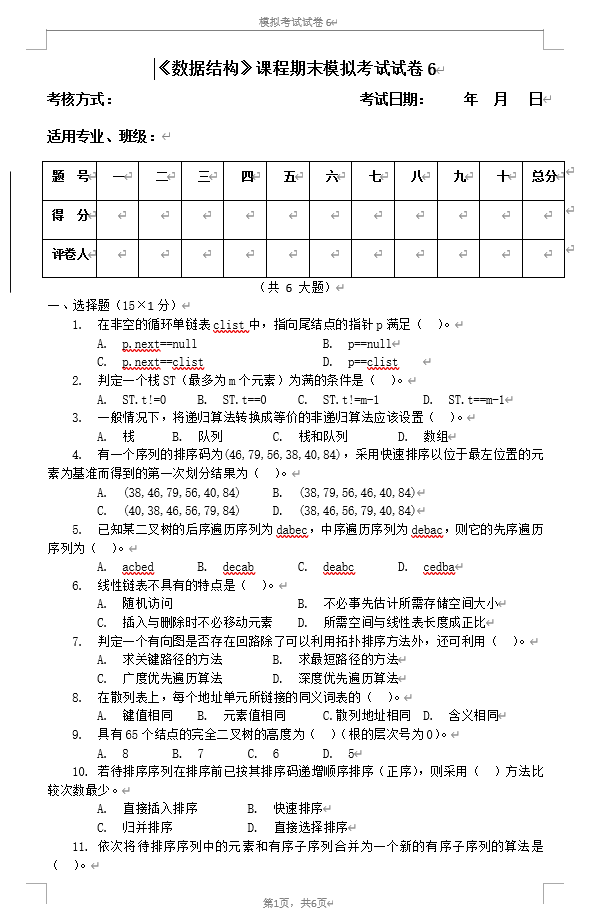 模拟考试试卷6
《数据结构》课程期末模拟考试试卷6
考核方式： 考试日期： 年 月 日
适用专业、班级：
题 号 一 二 三 四 五 六 七 八 九 十 总分
得 分
评卷人
（共 6 大题）
一、选择题（15×1分）
1. 在非空的循环单链表clist中，指向尾结点的指针p满足（ ）。
A. p.next==null B. p==null
C. p.next==clist D. p==clist
2. 判定一个栈ST（最多为m个元素）为满的条件是（ ）。
A. ST.t!=0 B. ST.t==0 C. ST.t!=m-1 D. ST.t==m-1
3. 一般情况下，将递归算法转换成等价的非递归算法应该设置（ ）。
A. 栈 B. 队列 C. 栈和队列 D. 数组
4. 有一个序列的排序码为(46,79,56,38,40,84)，采用快速排序以位于最左位置的元
素为基准而得到的第一次划分结果为（ ）。
A. (38,46,79,56,40,84) B. (38,79,56,46,40,84)
C. (40,38,46,56,79,84) D. (38,46,56,79,40,84)
5. 已知某二叉树的后序遍历序列为dabec，中序遍历序列为debac，则它的先序遍历
序列为（ ）。
A. acbed B. decab C. deabc D. cedba
6. 线性链表不具有的特点是（ ）。
A. 随机访问 B. 不必事先估计所需存储空间大小
C. 插入与删除时不必移动元素 D. 所需空间与线性表长度成正比
7. 判定一个有向图是否存在回路除了可以利用拓扑排序方法外，还可利用（ ）。
A. 求关键路径的方法 B. 求最短路径的方法
C. 广度优先遍历算法 D. 深度优先遍历算法
8. 在散列表上，每个地址单元所链接的同义词表的（ ）。
A. 键值相同 B. 元素值相同 C.散列地址相同 D. 含义相同
9. 具有65个结点的完全二叉树的高度为（ ）(根的层次号为0)。
A. 8 B. 7 C. 6 D. 5
10. 若待排序序列在排序前已按其排序码递增顺序排序(正序)，则采用（ ）方法比
较次数最少。
A. 直接插入排序 B. 快速排序
C. 归并排序 D. 直接选择排序
11. 依次将待排序序列中的元素和有序子序列合并为一个新的有序子序列的算法是
（ ）。
第1页，共6页